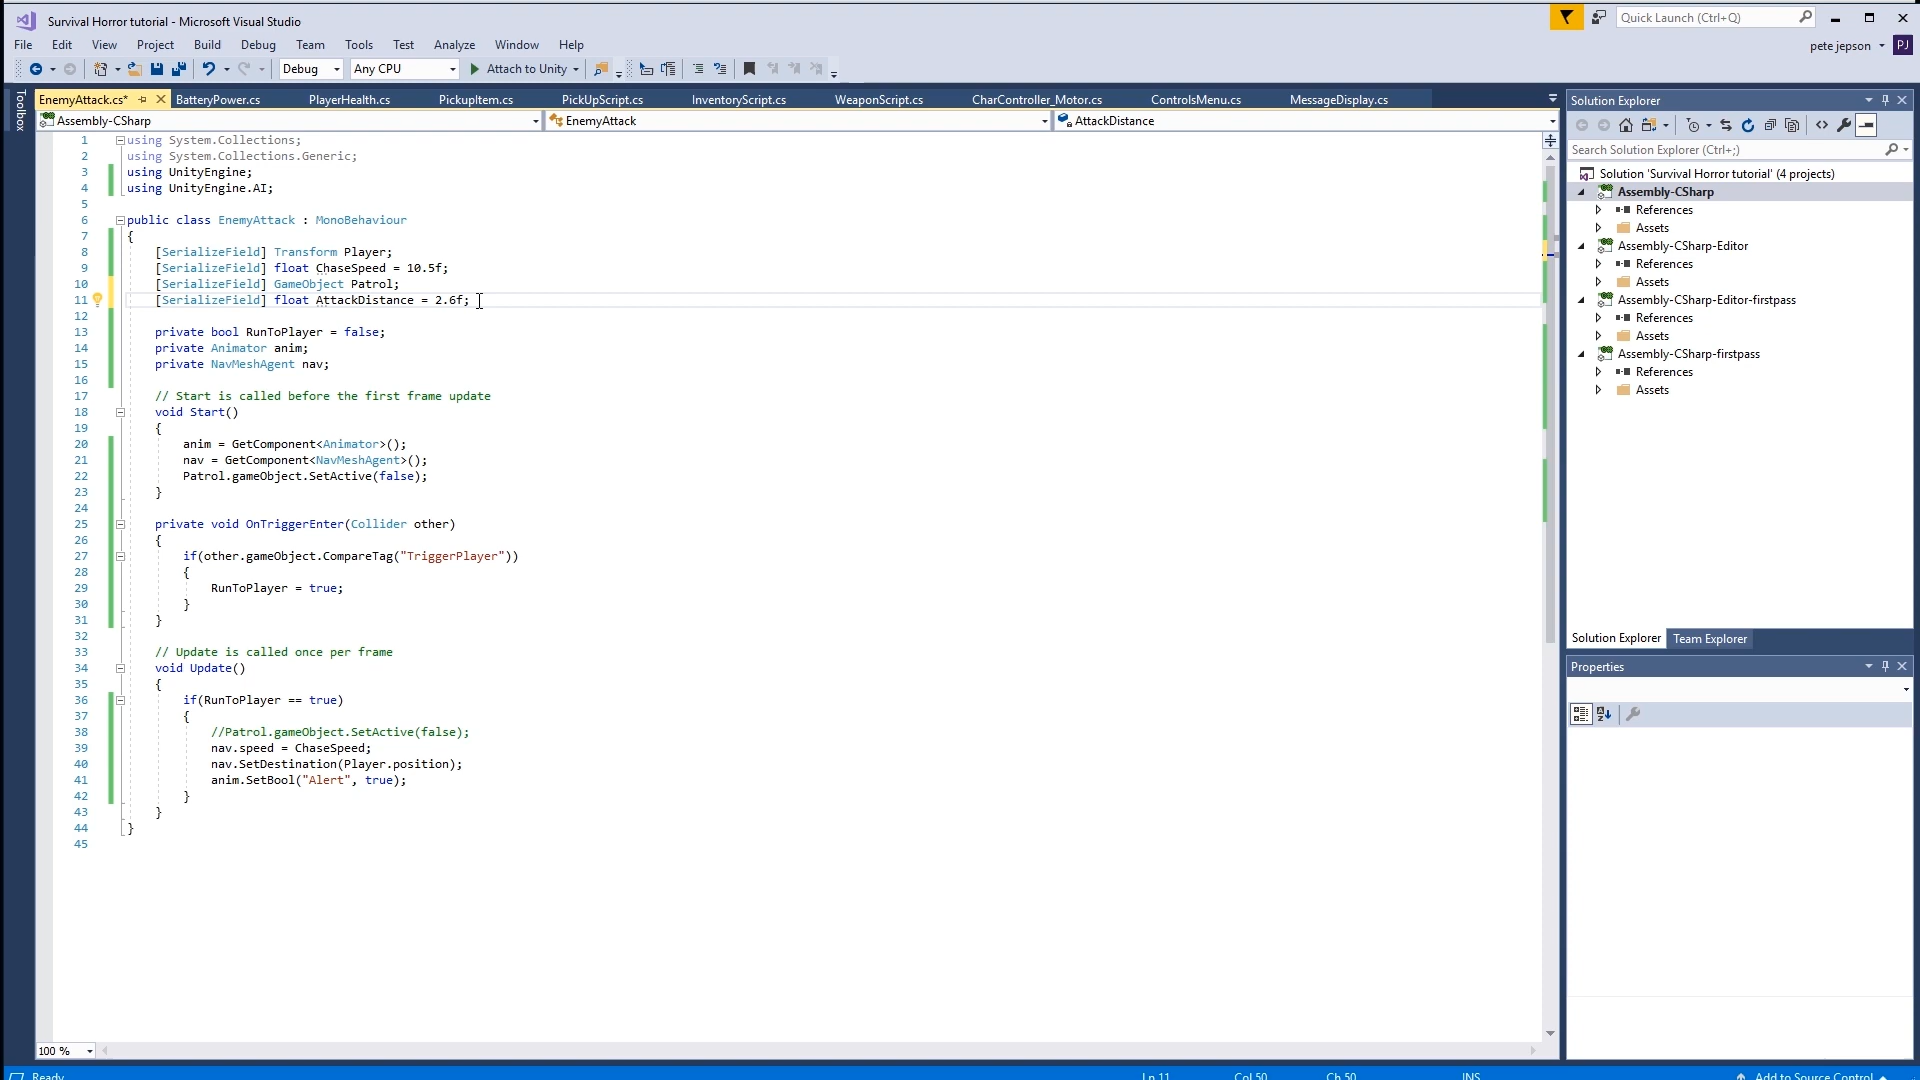 Survival Horror tutorial - Microsoft Visual Studio
Quick Launch (Ctrl+Q)
File Edit View Project Build Debug Team Tools Test Analyze Window Help
pete jepson PJ
Debug Any CPU Attach to Unity
Toolbox
EnemyAttack.cs* BatteryPower.cs PlayerHealth.cs PickupItem.cs PickUpScript.cs InventoryScript.cs WeaponScript.cs CharController_Motor.cs ControlsMenu.cs MessageDisplay.cs
Assembly-CSharp EnemyAttack AttackDistance
1 using System.Collections;
2 using System.Collections.Generic;
3 using UnityEngine;
4 using UnityEngine.AI;
5
6 public class EnemyAttack : MonoBehaviour
7 {
8 [SerializeField] Transform Player;
9 [SerializeField] float ChaseSpeed = 10.5f;
10 [SerializeField] GameObject Patrol;
11 [SerializeField] float AttackDistance = 2.6f;
12
13 private bool RunToPlayer = false;
14 private Animator anim;
15 private NavMeshAgent nav;
16
17 // Start is called before the first frame update
18 void Start()
19 {
20 anim = GetComponent<Animator>();
21 nav = GetComponent<NavMeshAgent>();
22 Patrol.gameObject.SetActive(false);
23 }
24
25 private void OnTriggerEnter(Collider other)
26 {
27 if(other.gameObject.CompareTag("TriggerPlayer"))
28 {
29 RunToPlayer = true;
30 }
31 }
32
33 // Update is called once per frame
34 void Update()
35 {
36 if(RunToPlayer == true)
37 {
38 //Patrol.gameObject.SetActive(false);
39 nav.speed = ChaseSpeed;
40 nav.SetDestination(Player.position);
41 anim.SetBool("Alert", true);
42 }
43 }
44 }
45
100 %
Solution Explorer
Search Solution Explorer (Ctrl+;)
Solution 'Survival Horror tutorial' (4 projects)
Assembly-CSharp
References
Assets
Assembly-CSharp-Editor
References
Assets
Assembly-CSharp-Editor-firstpass
References
Assets
Assembly-CSharp-firstpass
References
Assets
Solution Explorer Team Explorer
Properties
Ready Ln 11 Col 50 Ch 50 INS Add to Source Control